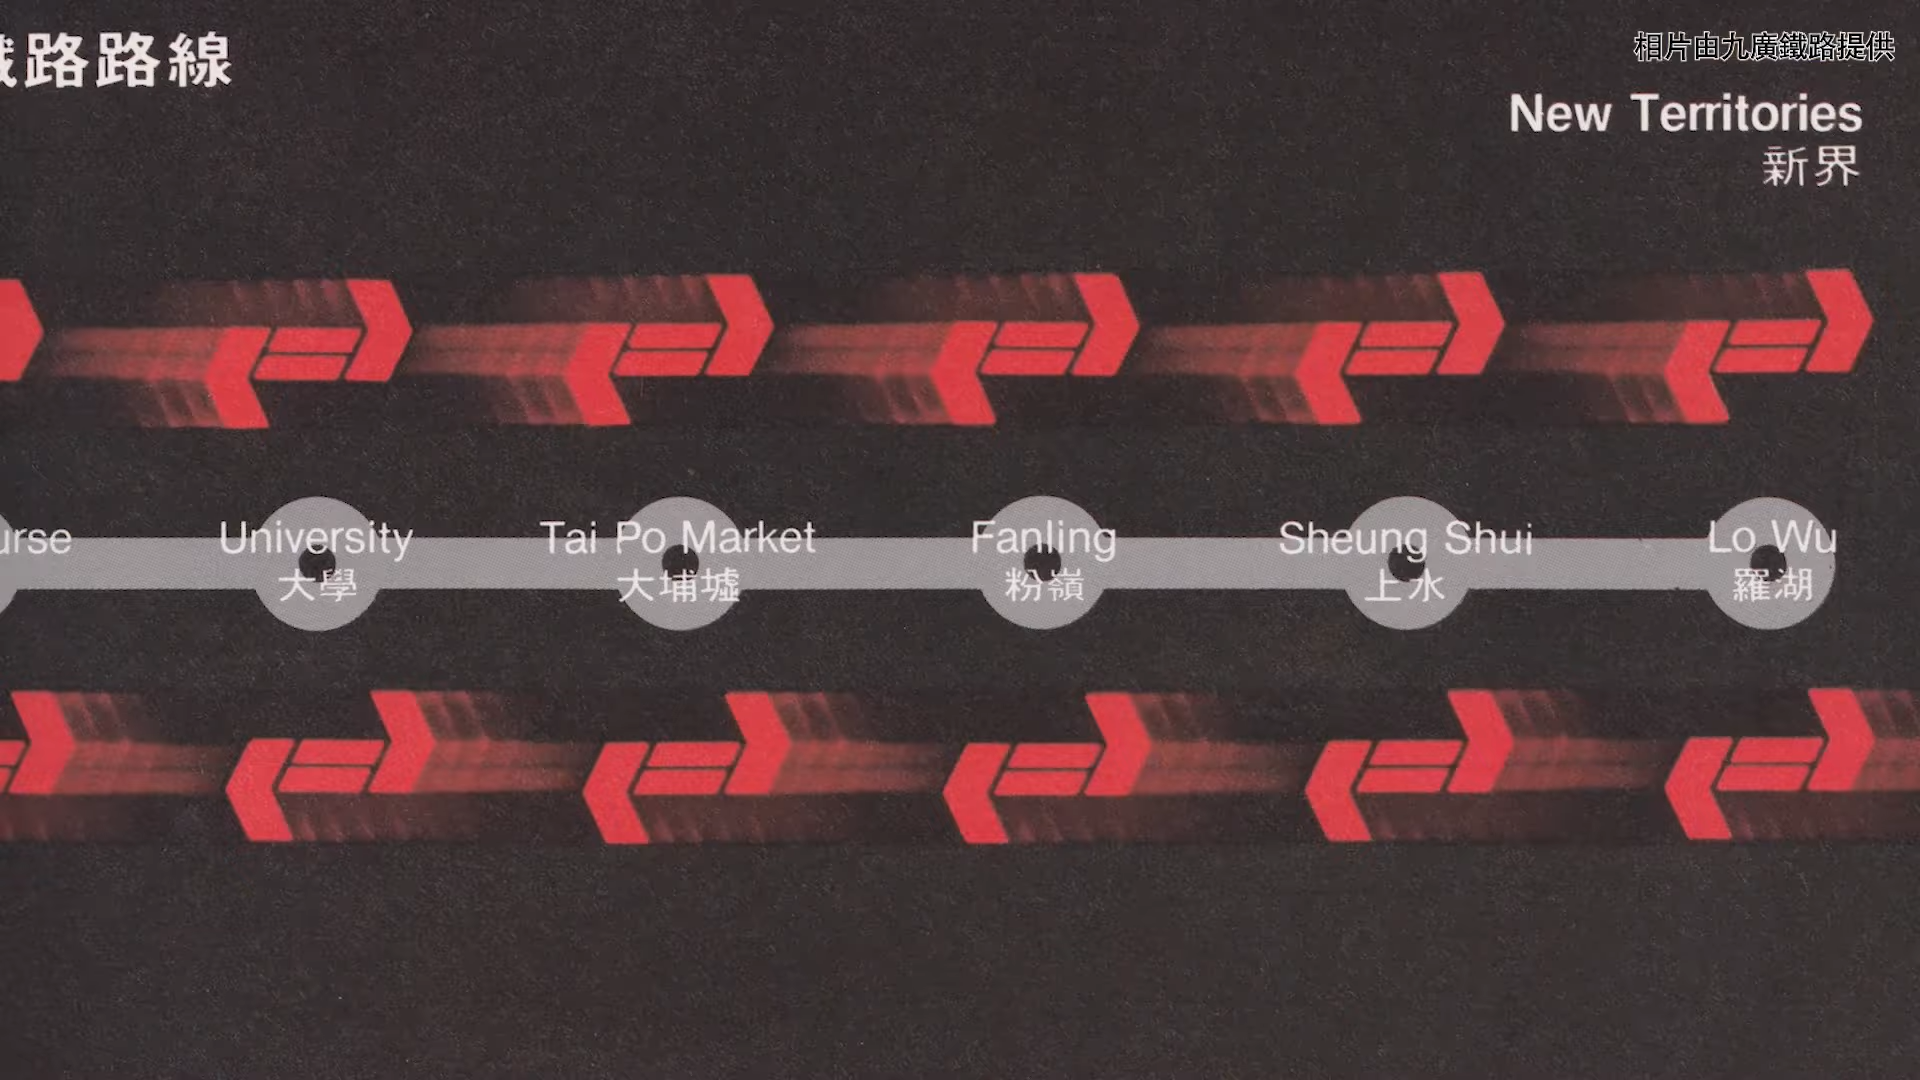 鐵路路線
相片由九廣鐵路提供
New Territories
新界
urse
University
大學
Tai Po Market
大埔墟
Fanling
粉嶺
Sheung Shui
上水
Lo Wu
羅湖